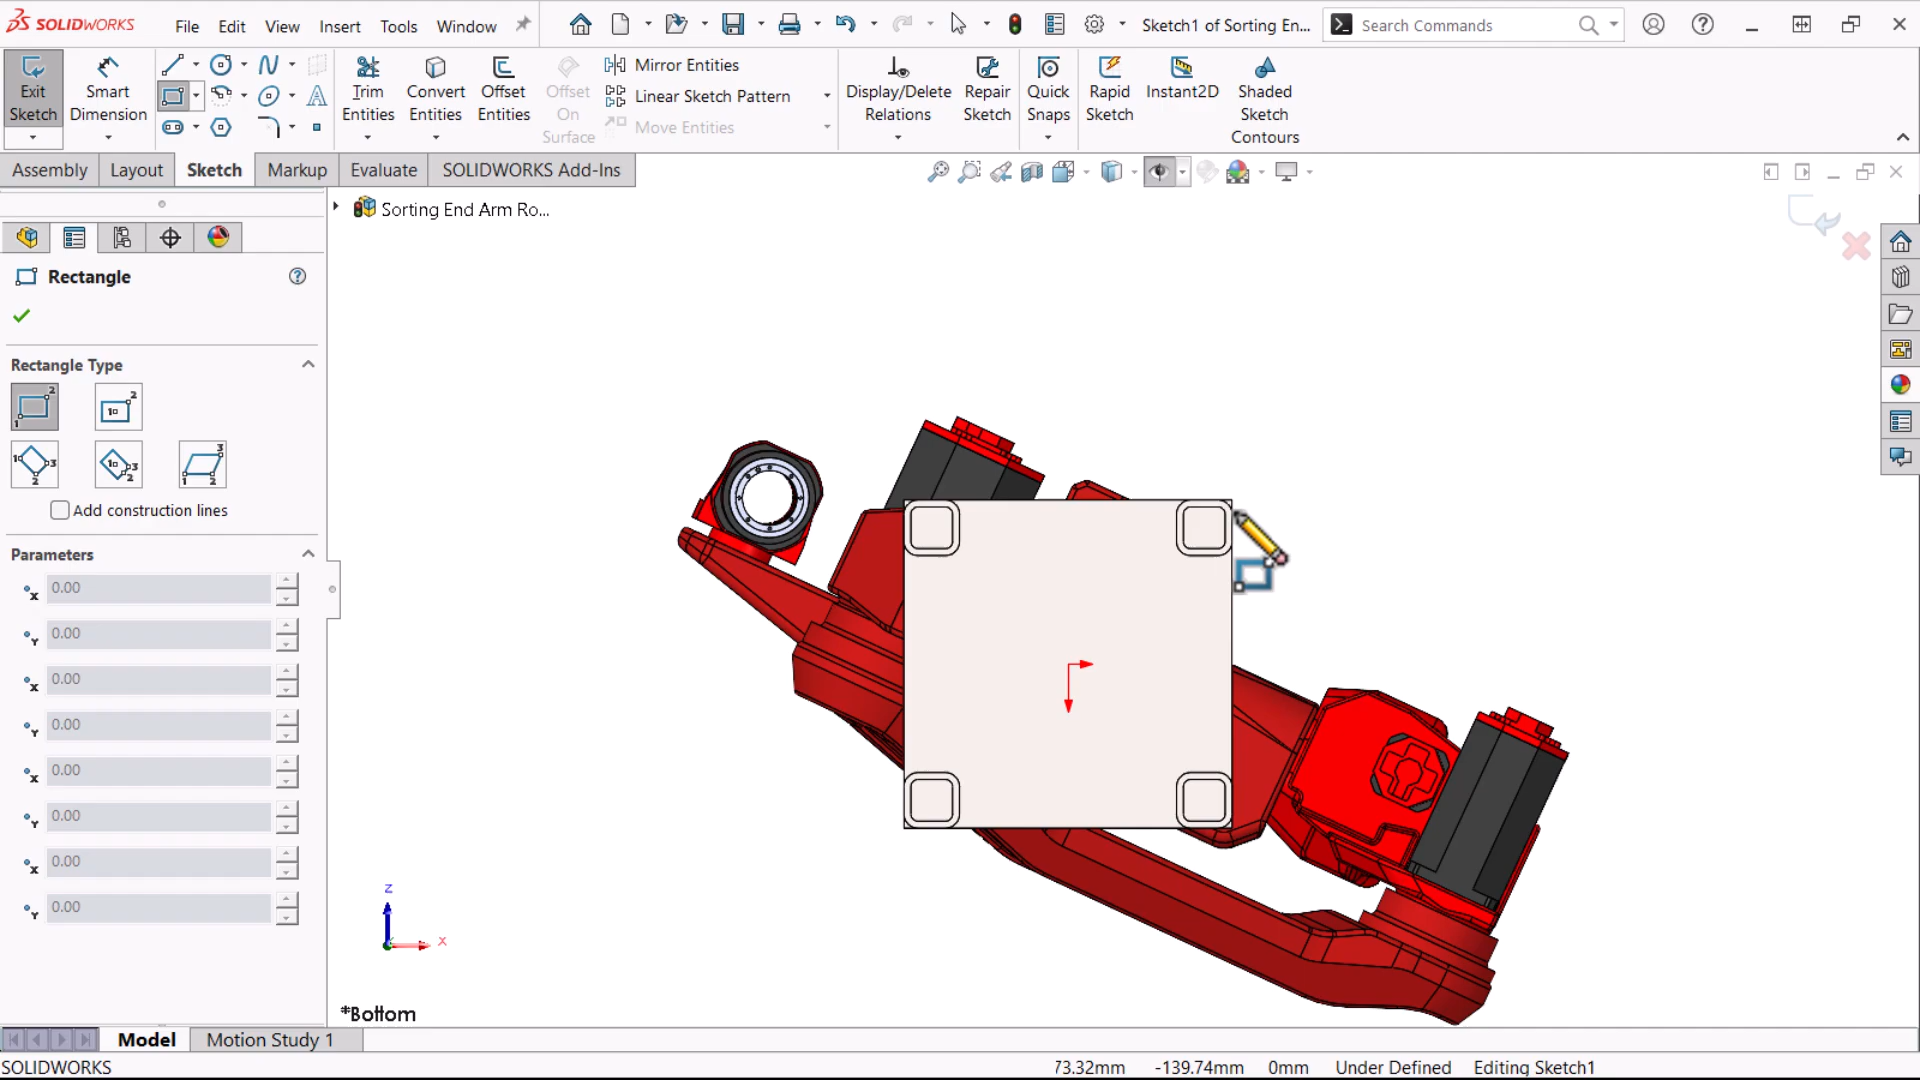 SOLIDWORKS
File
Edit
View
Insert
Tools
Window
Sketch1 of Sorting En...
Search Commands
Exit
Sketch
Smart
Dimension
Trim
Entities
Convert
Entities
Offset
Entities
Offset
On
Surface
Mirror Entities
Linear Sketch Pattern
Move Entities
Display/Delete
Relations
Repair
Sketch
Quick
Snaps
Rapid
Sketch
Instant2D
Shaded
Sketch
Contours
Assembly
Layout
Sketch
Markup
Evaluate
SOLIDWORKS Add-Ins
Sorting End Arm Ro...
Rectangle
Rectangle Type
Add construction lines
Parameters
X 0.00
Y 0.00
X 0.00
Y 0.00
X 0.00
Y 0.00
X 0.00
Y 0.00
Z
X
*Bottom
Model
Motion Study 1
SOLIDWORKS
73.32mm
-139.74mm
0mm
Under Defined
Editing Sketch1